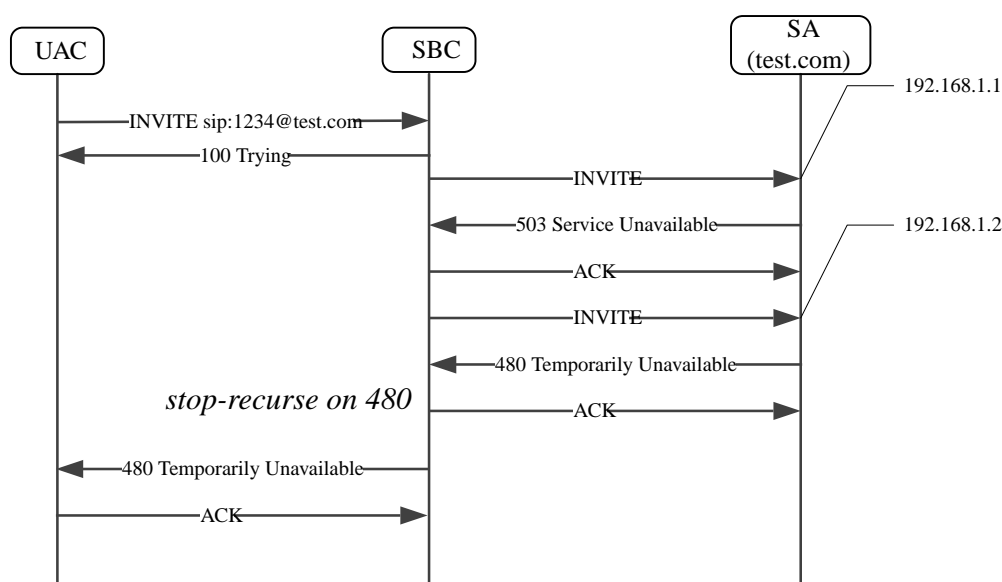 UAC
SBC
SA
(test.com)
192.168.1.1
INVITE sip:1234@test.com
100 Trying
INVITE
503 Service Unavailable
192.168.1.2
ACK
INVITE
480 Temporarily Unavailable
stop-recurse on 480
ACK
480 Temporarily Unavailable
ACK